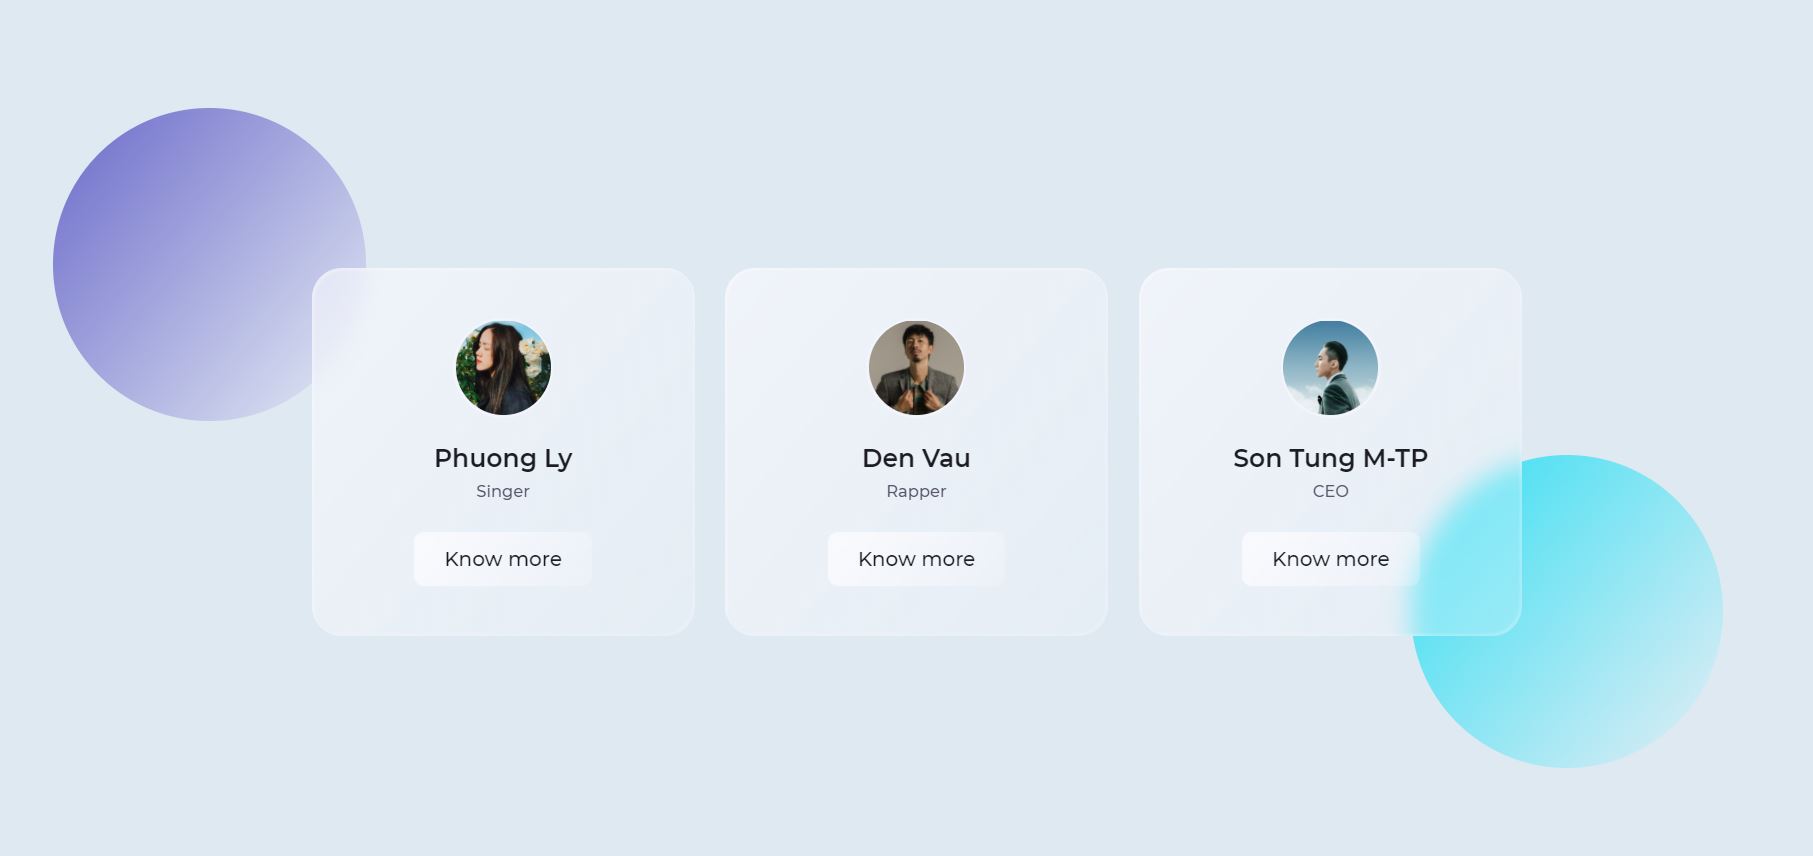 Phuong Ly
Singer
Know more
Den Vau
Rapper
Know more
Son Tung M-TP
CEO
Know more